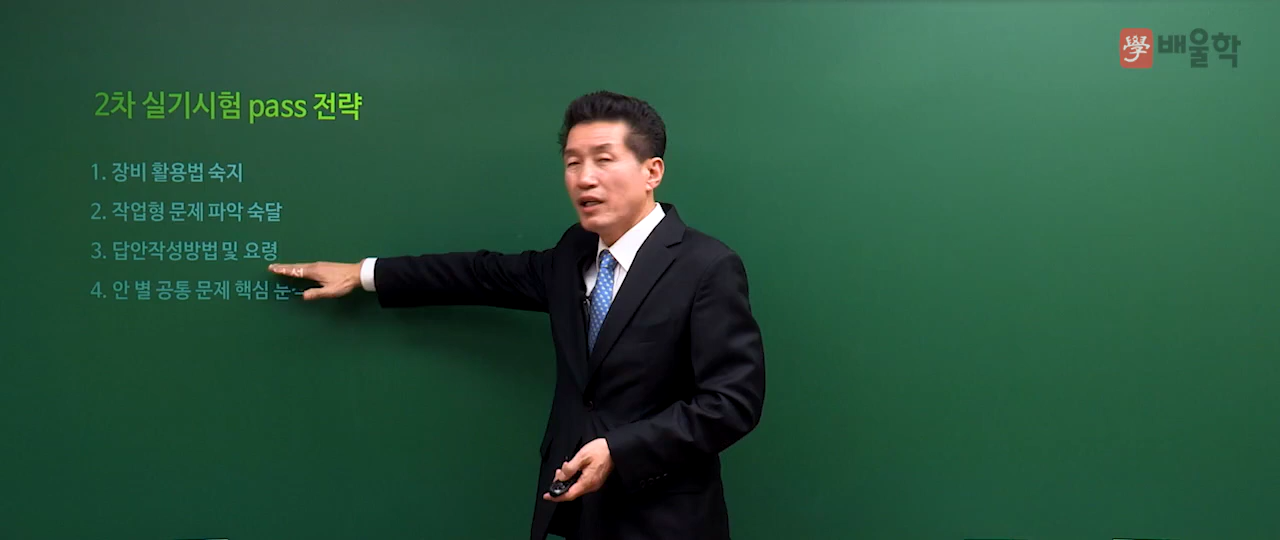 學 배울학
2차 실기시험 pass 전략
1. 장비 활용법 숙지
2. 작업형 문제 파악 숙달
3. 답안작성방법 및 요령
4. 안 별 공통 문제 핵심